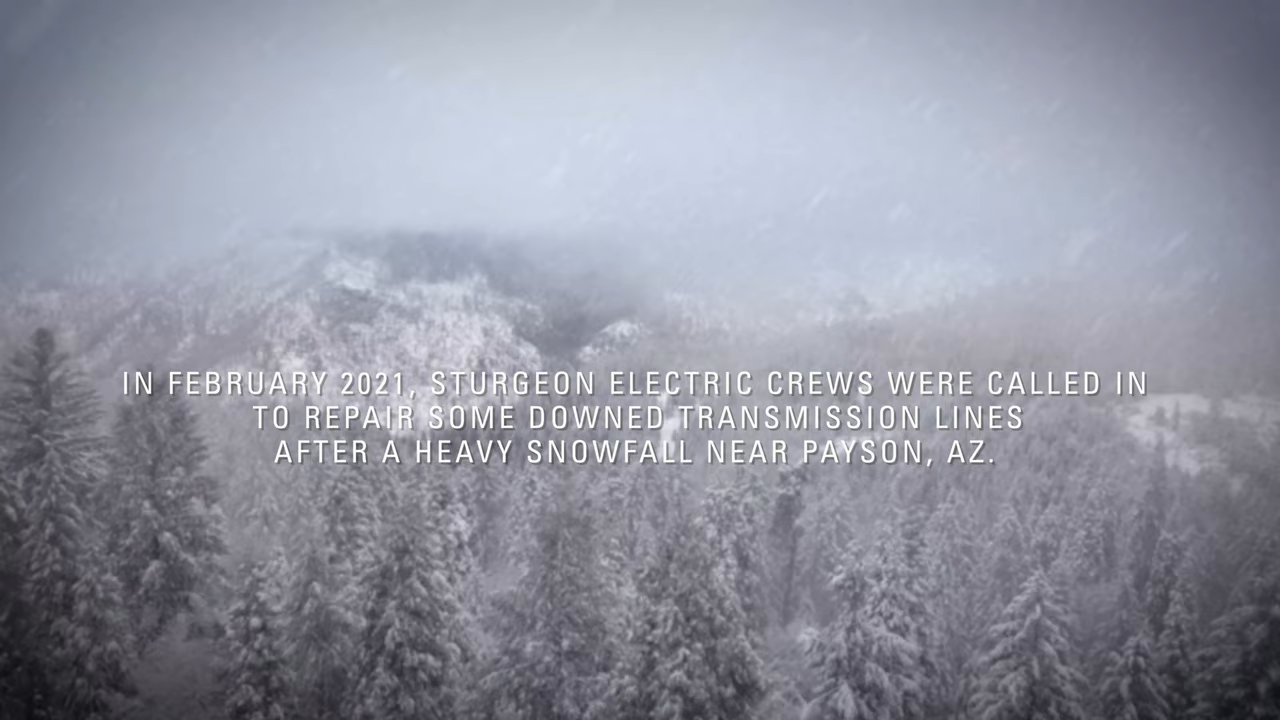 IN FEBRUARY 2021, STURGEON ELECTRIC CREWS WERE CALLED IN
TO REPAIR SOME DOWNED TRANSMISSION LINES
AFTER A HEAVY SNOWFALL NEAR PAYSON, AZ.